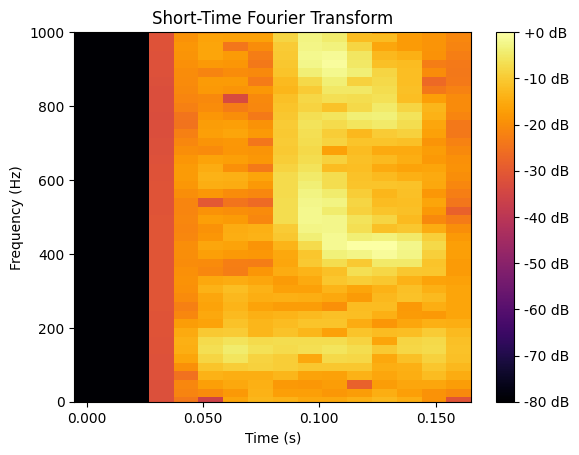 Short-Time Fourier Transform
Frequency (Hz)
1000
800
600
400
200
0
0.000
0.050
0.100
0.150
Time (s)
+0 dB
-10 dB
-20 dB
-30 dB
-40 dB
-50 dB
-60 dB
-70 dB
-80 dB